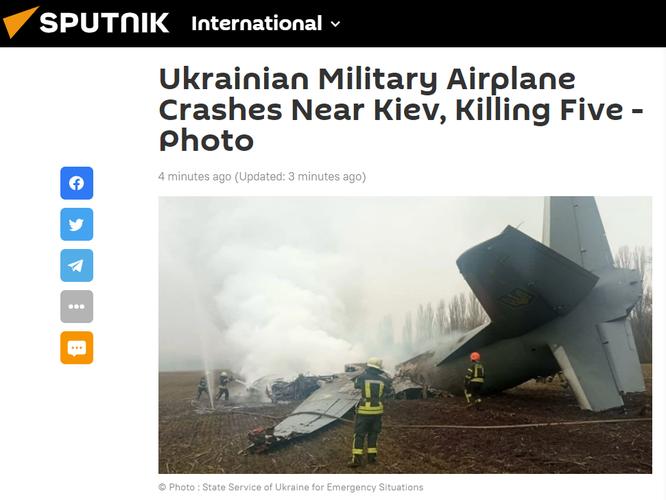 SPUTNIK International
Ukrainian Military Airplane
Crashes Near Kiev, Killing Five -
Photo
4 minutes ago (Updated: 3 minutes ago)
© Photo : State Service of Ukraine for Emergency Situations